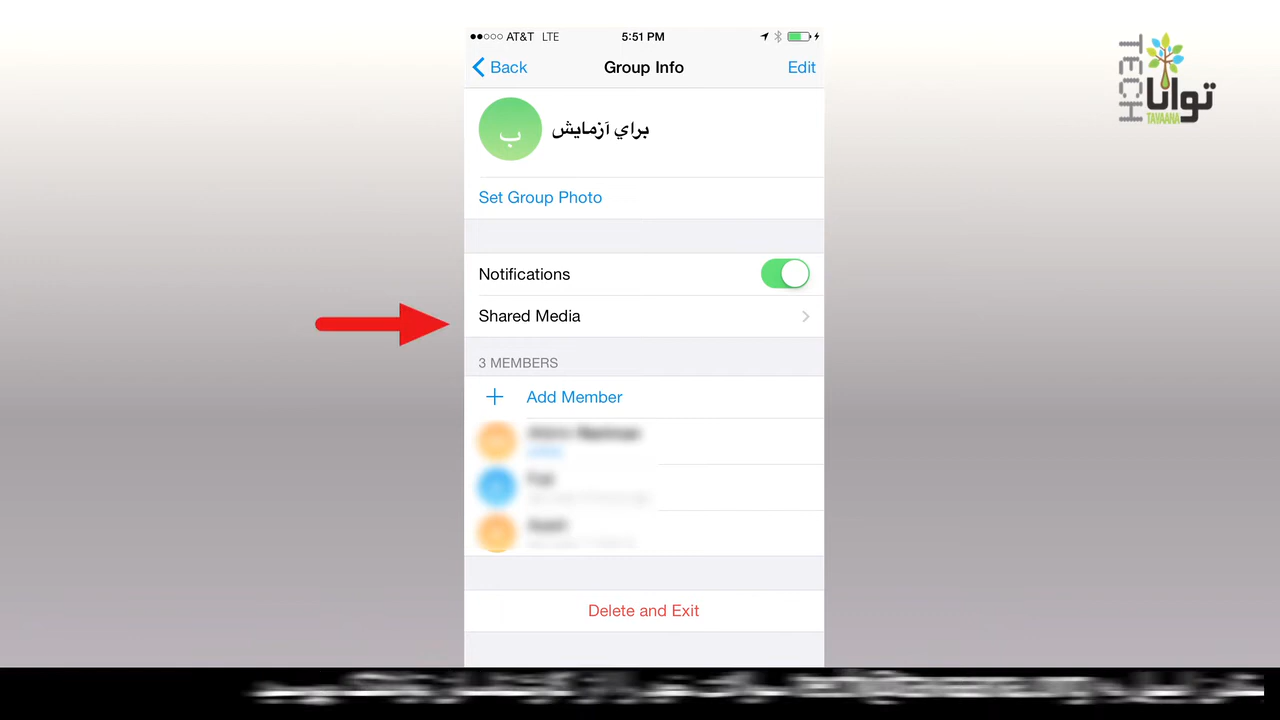 AT&T LTE 5:51 PM
Back Group Info Edit
ب
براي آزمايش
Set Group Photo
Notifications
Shared Media
3 MEMBERS
+ Add Member
Delete and Exit
TECH
توانا
TAVAANA